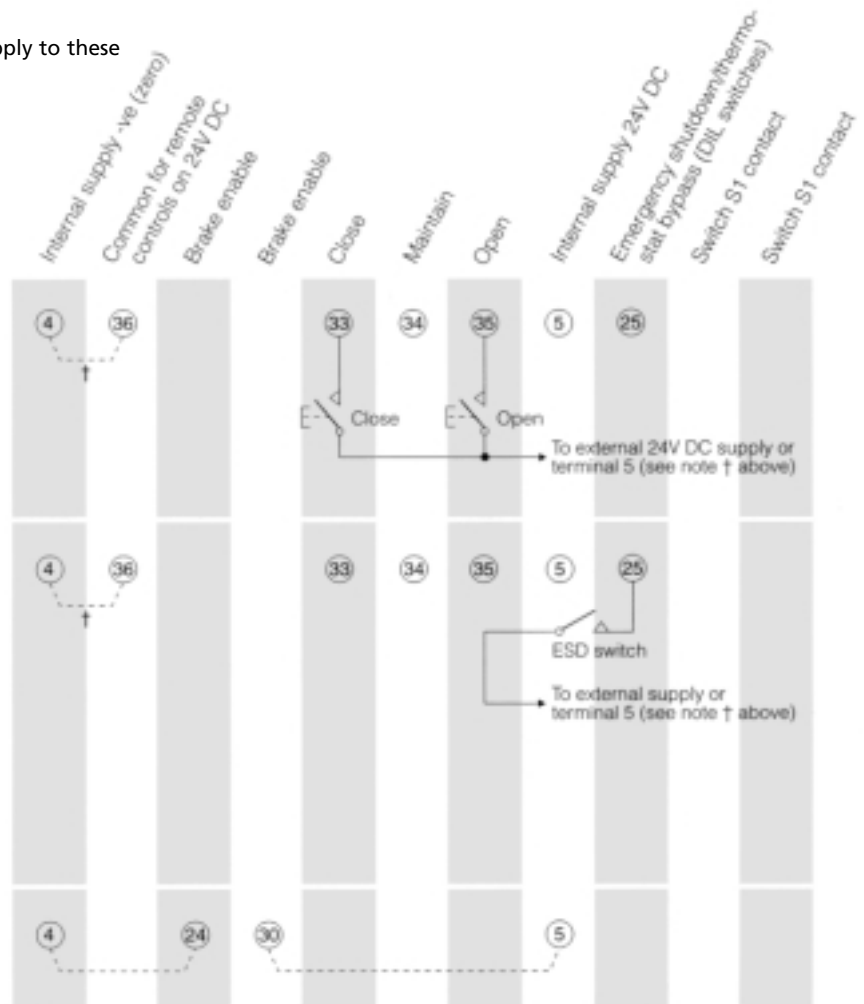 pply to these
Internal supply -ve (zero)
Common for remote
controls on 24V DC
Brake enable
Brake enable
Close
Maintain
Open
Internal supply 24V DC
Emergency shutdown/thermo-
stat bypass (DIL switches)
Switch S1 contact
Switch S1 contact
4 36 33 34 35 5 25
†
Close Open
To external 24V DC supply or
terminal 5 (see note † above)
4 36 33 34 35 5 25
†
ESD switch
To external supply or
terminal 5 (see note † above)
4 24 30 5